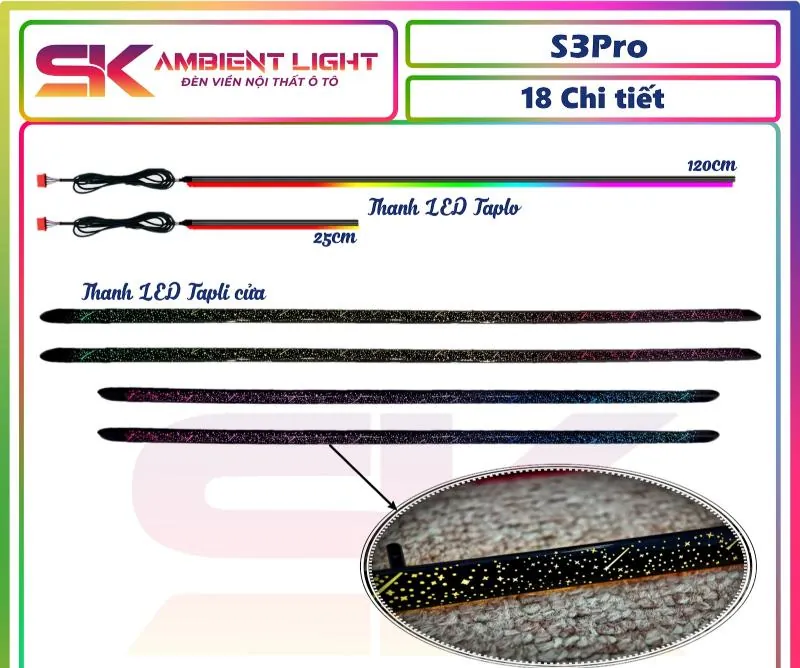 SK AMBIENT LIGHT
ĐÈN VIỀN NỘI THẤT Ô TÔ
S3Pro
18 Chi tiết
120cm
Thanh LED Taplo
25cm
Thanh LED Tapli cửa
SK